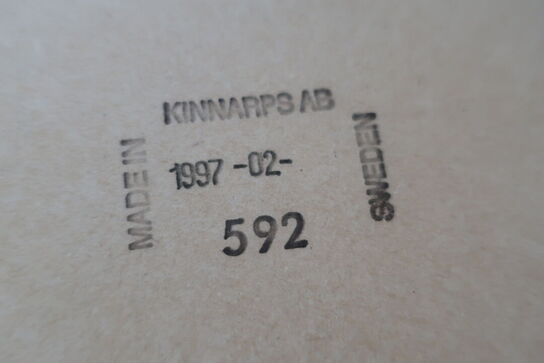 KINNARPS AB
MADE IN
1997 -02-
592
SWEDEN